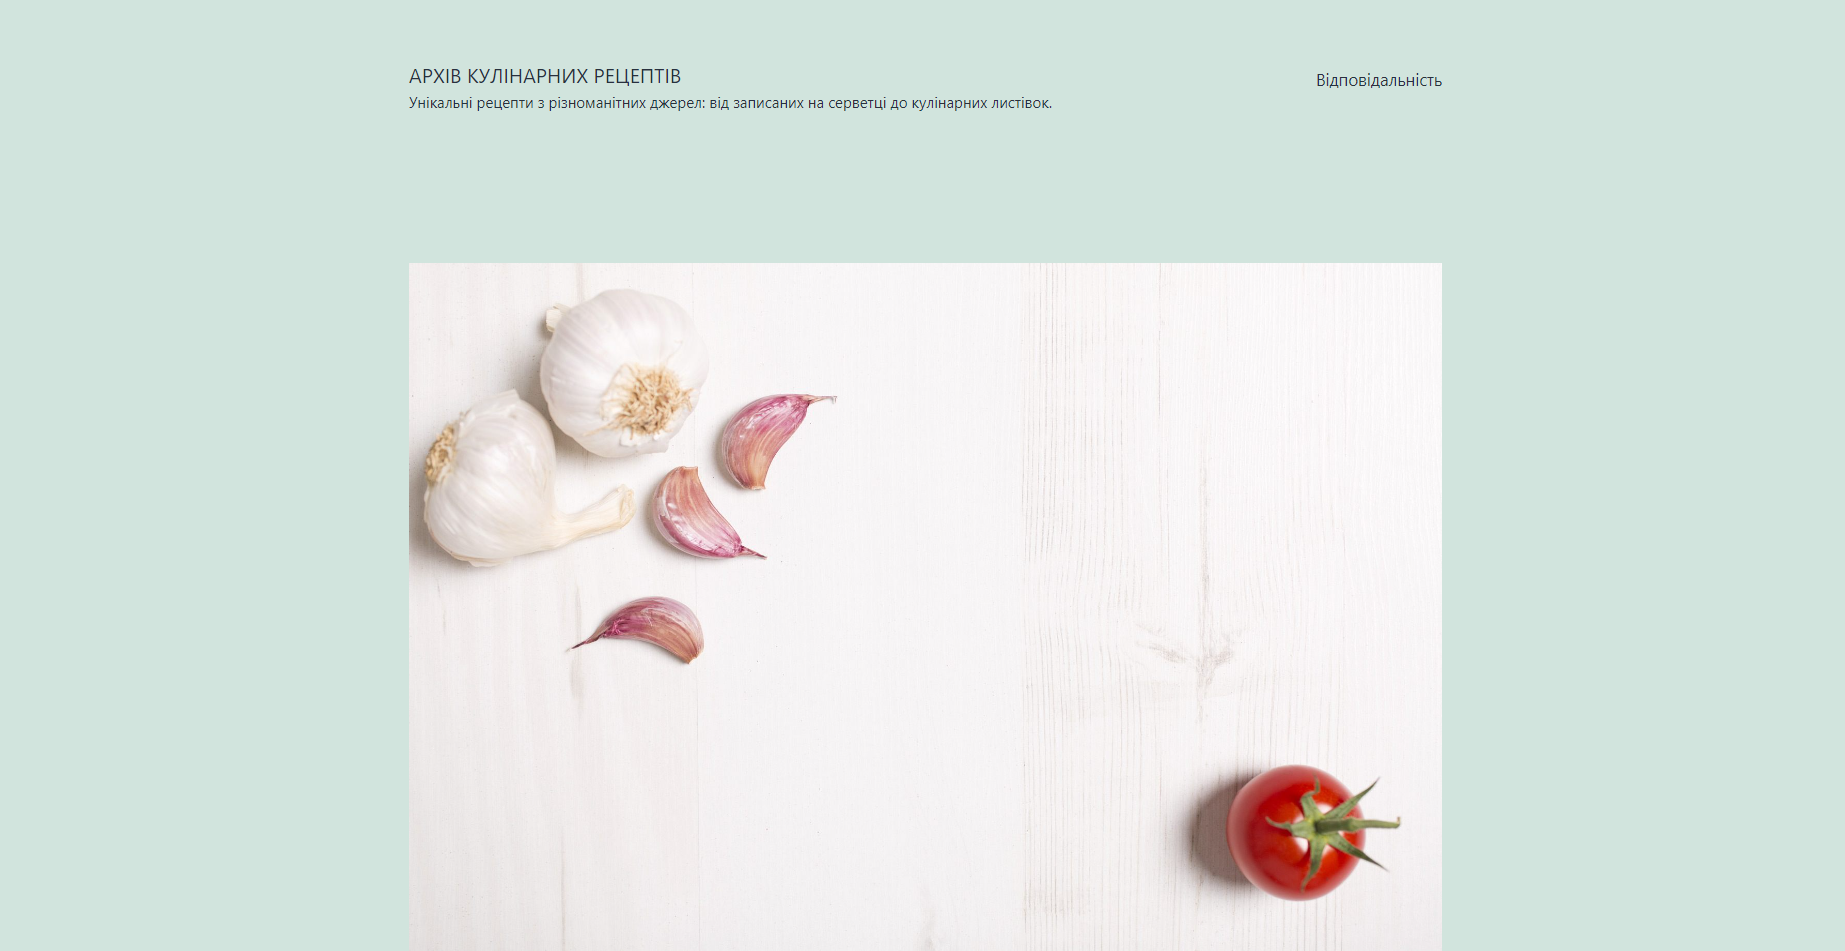 АРХІВ КУЛІНАРНИХ РЕЦЕПТІВ
Унікальні рецепти з різноманітних джерел: від записаних на серветці до кулінарних листівок.
Відповідальність